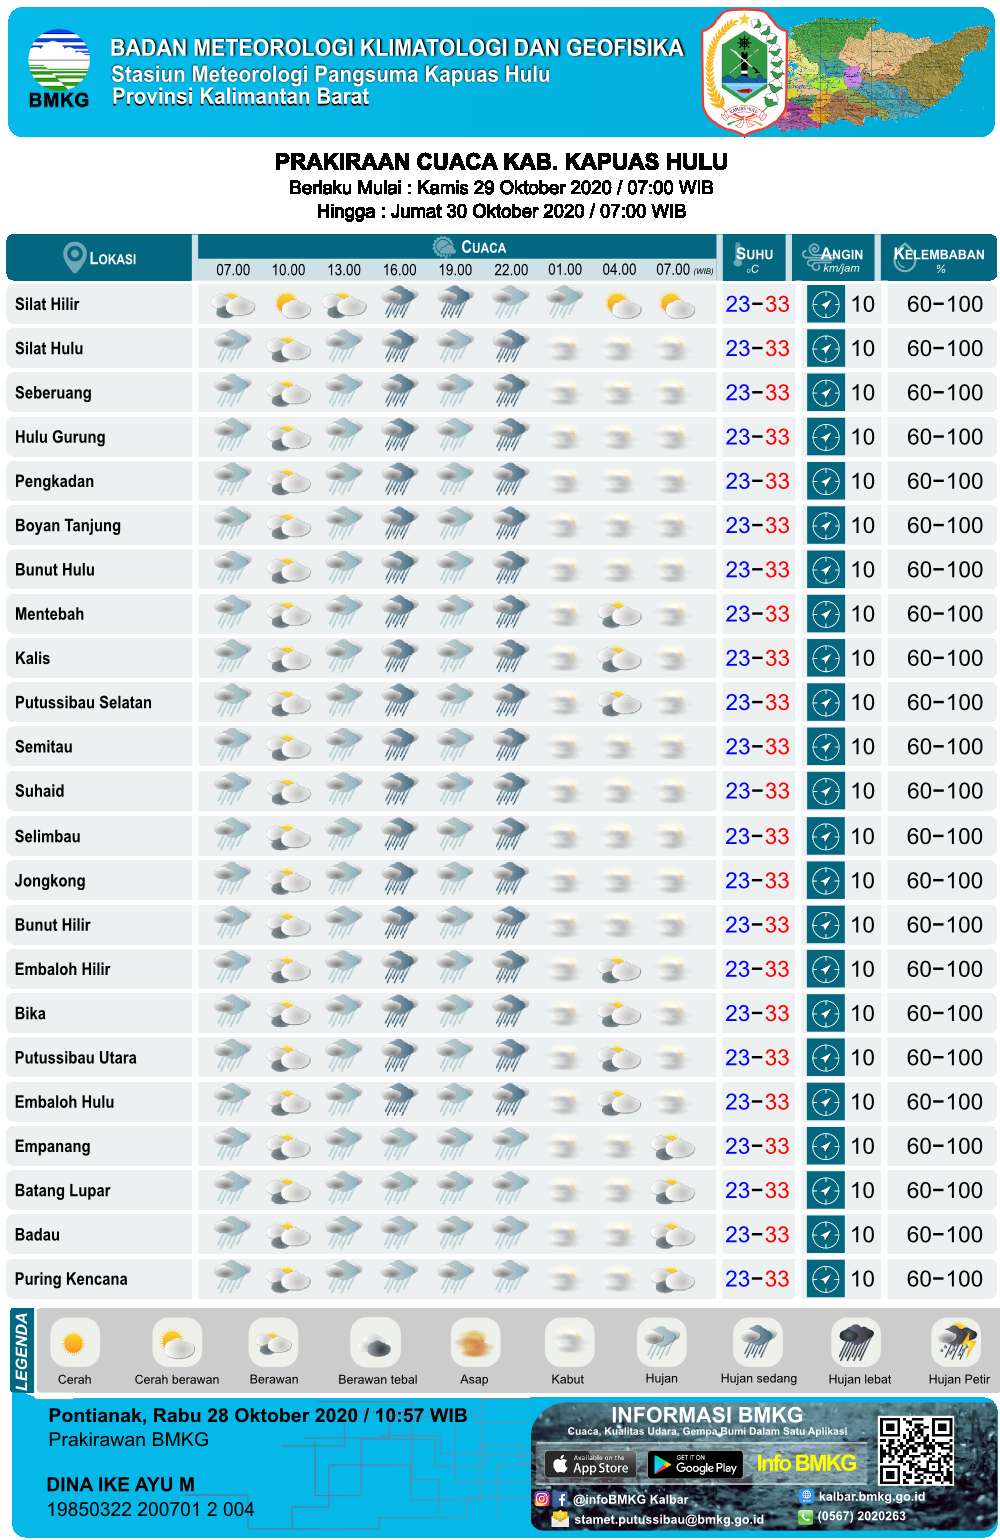 BADAN METEOROLOGI KLIMATOLOGI DAN GEOFISIKA
Stasiun Meteorologi Pangsuma Kapuas Hulu
Provinsi Kalimantan Barat
BMKG
KAPUAS HULU
PRAKIRAAN CUACA KAB. KAPUAS HULU
Berlaku Mulai : Kamis 29 Oktober 2020 / 07:00 WIB
Hingga : Jumat 30 Oktober 2020 / 07:00 WIB
LOKASI CUACA SUHU °C ANGIN km/jam KELEMBABAN %
07.00 10.00 13.00 16.00 19.00 22.00 01.00 04.00 07.00 (WIB)
Silat Hilir 23-33 10 60-100
Silat Hulu 23-33 10 60-100
Seberuang 23-33 10 60-100
Hulu Gurung 23-33 10 60-100
Pengkadan 23-33 10 60-100
Boyan Tanjung 23-33 10 60-100
Bunut Hulu 23-33 10 60-100
Mentebah 23-33 10 60-100
Kalis 23-33 10 60-100
Putussibau Selatan 23-33 10 60-100
Semitau 23-33 10 60-100
Suhaid 23-33 10 60-100
Selimbau 23-33 10 60-100
Jongkong 23-33 10 60-100
Bunut Hilir 23-33 10 60-100
Embaloh Hilir 23-33 10 60-100
Bika 23-33 10 60-100
Putussibau Utara 23-33 10 60-100
Embaloh Hulu 23-33 10 60-100
Empanang 23-33 10 60-100
Batang Lupar 23-33 10 60-100
Badau 23-33 10 60-100
Puring Kencana 23-33 10 60-100
LEGENDA
Cerah Cerah berawan Berawan Berawan tebal Asap Kabut Hujan Hujan sedang Hujan lebat Hujan Petir
Pontianak, Rabu 28 Oktober 2020 / 10:57 WIB
Prakirawan BMKG
DINA IKE AYU M
19850322 200701 2 004
INFORMASI BMKG
Cuaca, Kualitas Udara, Gempa Bumi Dalam Satu Aplikasi
Available on the App Store
GET IT ON Google Play
Info BMKG
@infoBMKG Kalbar
kalbar.bmkg.go.id
stamet.putussibau@bmkg.go.id
(0567) 2020263